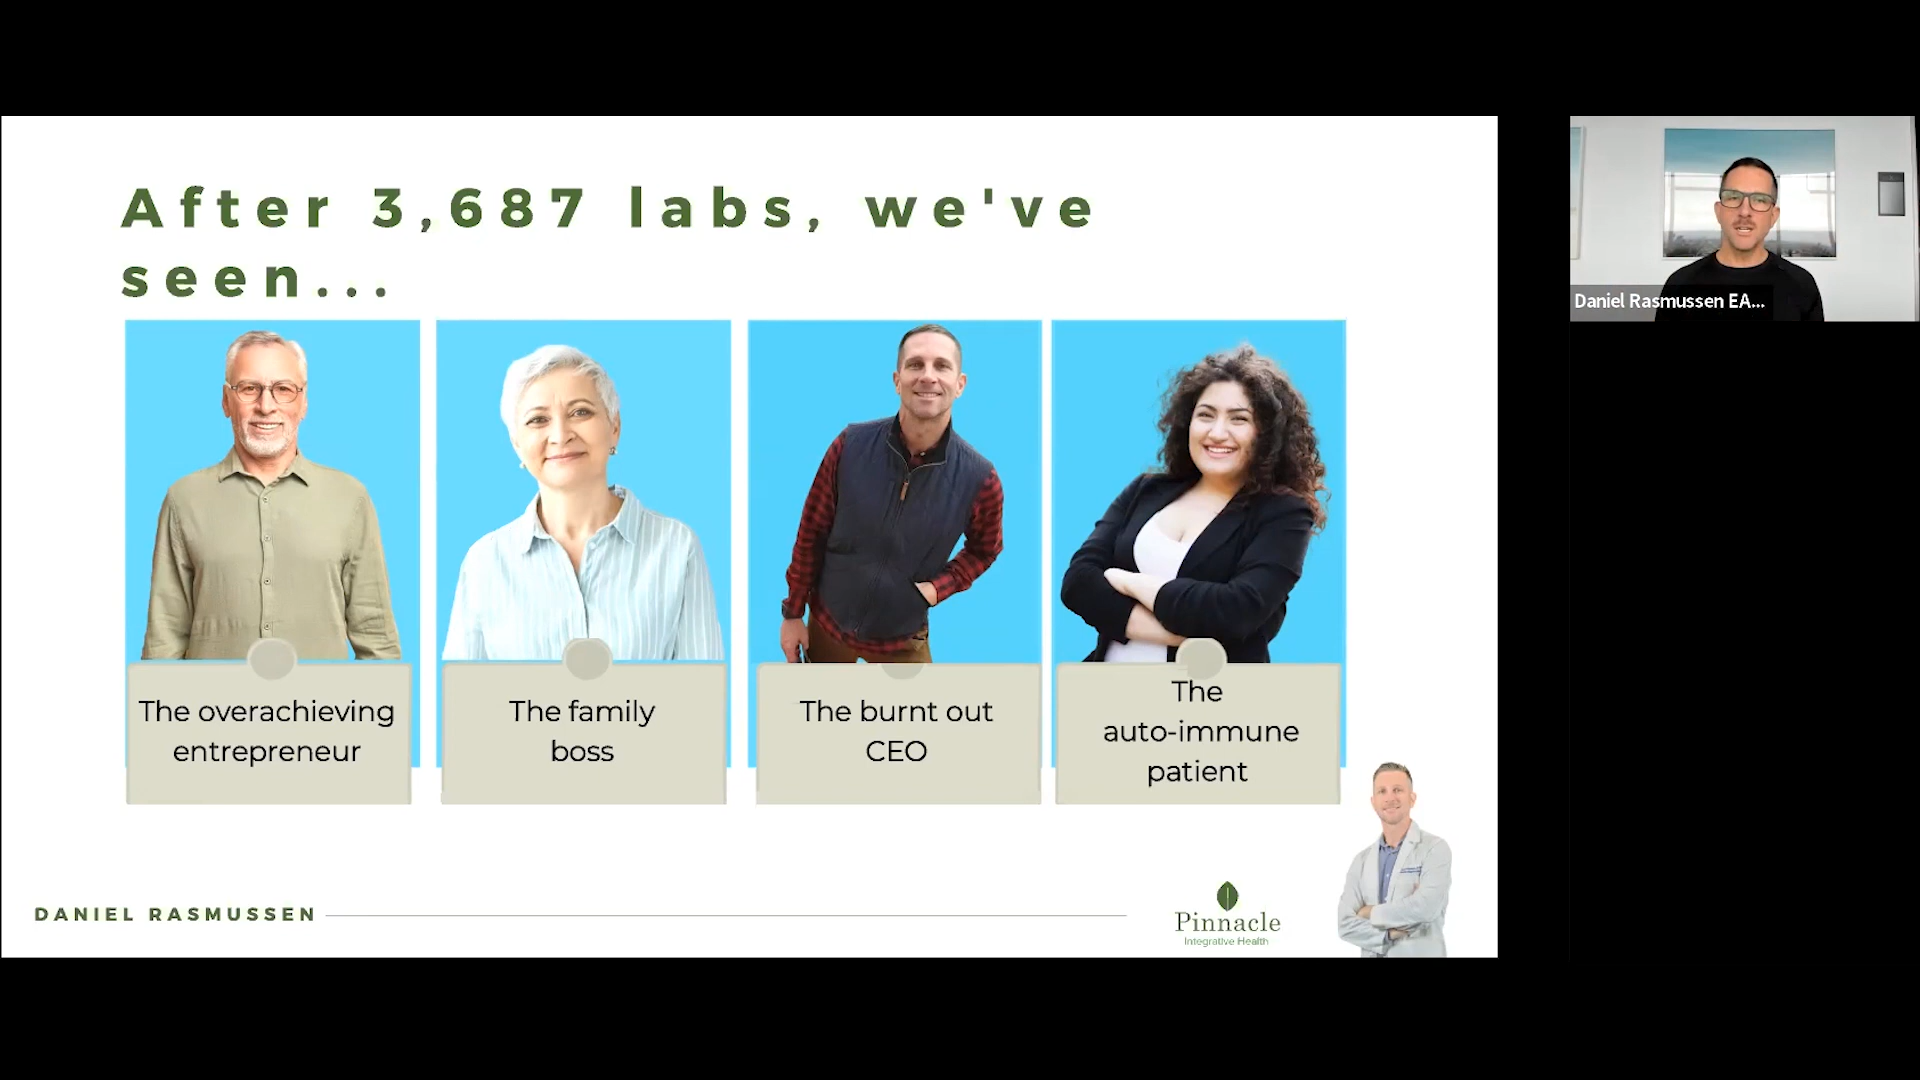 After 3,687 labs, we've
seen...
The overachieving
entrepreneur
The family
boss
The burnt out
CEO
The
auto-immune
patient
DANIEL RASMUSSEN
Pinnacle
Integrative Health
Daniel Rasmussen EA...